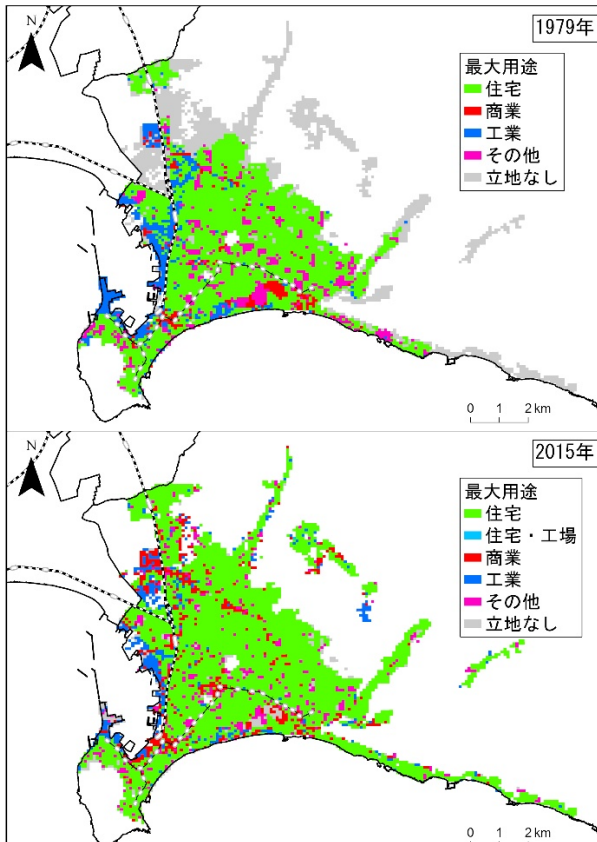 1979年
N
最大用途
住宅
商業
工業
その他
立地なし
0 1 2 km
2015年
N
最大用途
住宅
住宅・工場
商業
工業
その他
立地なし
0 1 2 km